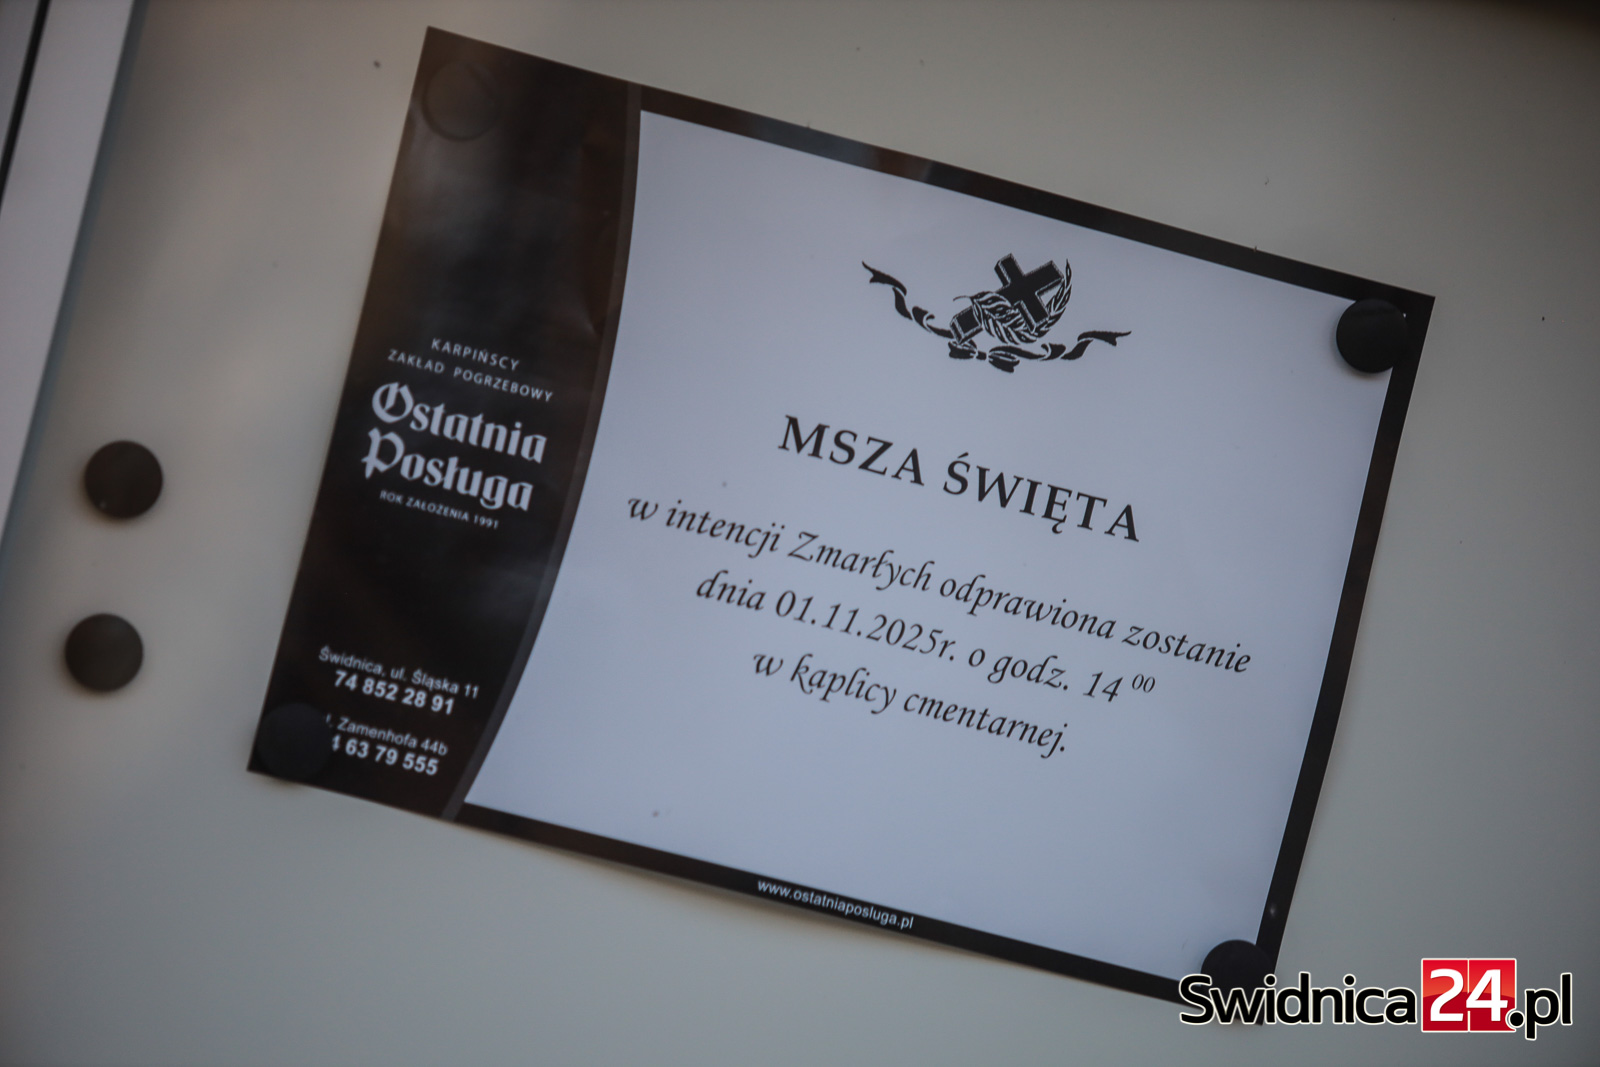 KARPIŃSCY
ZAKŁAD POGRZEBOWY
Ostatnia
Posługa
ROK ZAŁOŻENIA 1991
Świdnica, ul. Śląska 11
74 852 28 91
Zamenhofa 44b
63 79 555
MSZA ŚWIĘTA
w intencji Zmarłych odprawiona zostanie
dnia 01.11.2025r. o godz. 14 00
w kaplicy cmentarnej.
www.ostatniaposluga.pl
Swidnica24.pl